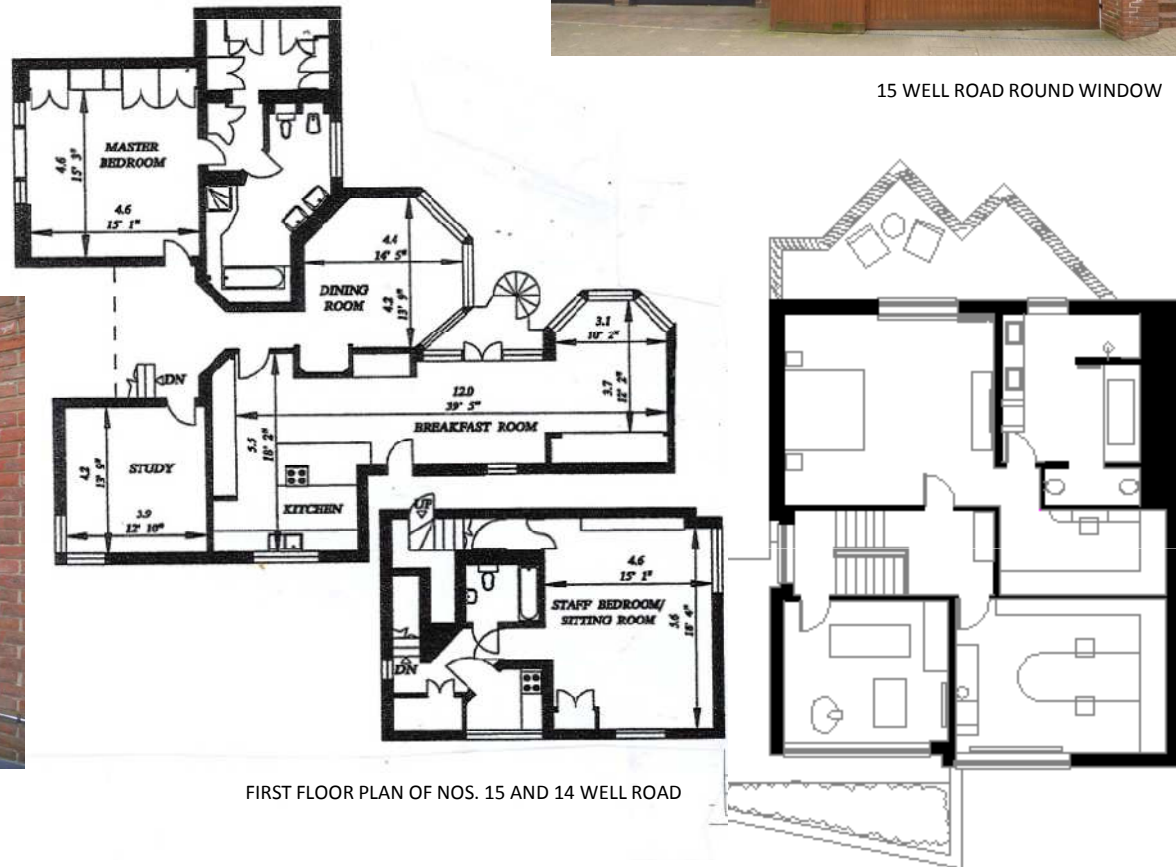 15 WELL ROAD ROUND WINDOW
MASTER
BEDROOM
4.6
15' 3"
4.6
15' 1"
4.4
14' 5"
DINING
ROOM
4.2
13' 9"
3.1
10' 2"
3.7
12' 2"
DN
12.0
39' 5"
BREAKFAST ROOM
5.5
18' 2"
4.2
13' 9"
STUDY
3.9
12' 10"
KITCHEN
UP
4.6
15' 1"
STAFF BEDROOM/
SITTING ROOM
5.6
18' 4"
DN
FIRST FLOOR PLAN OF NOS. 15 AND 14 WELL ROAD